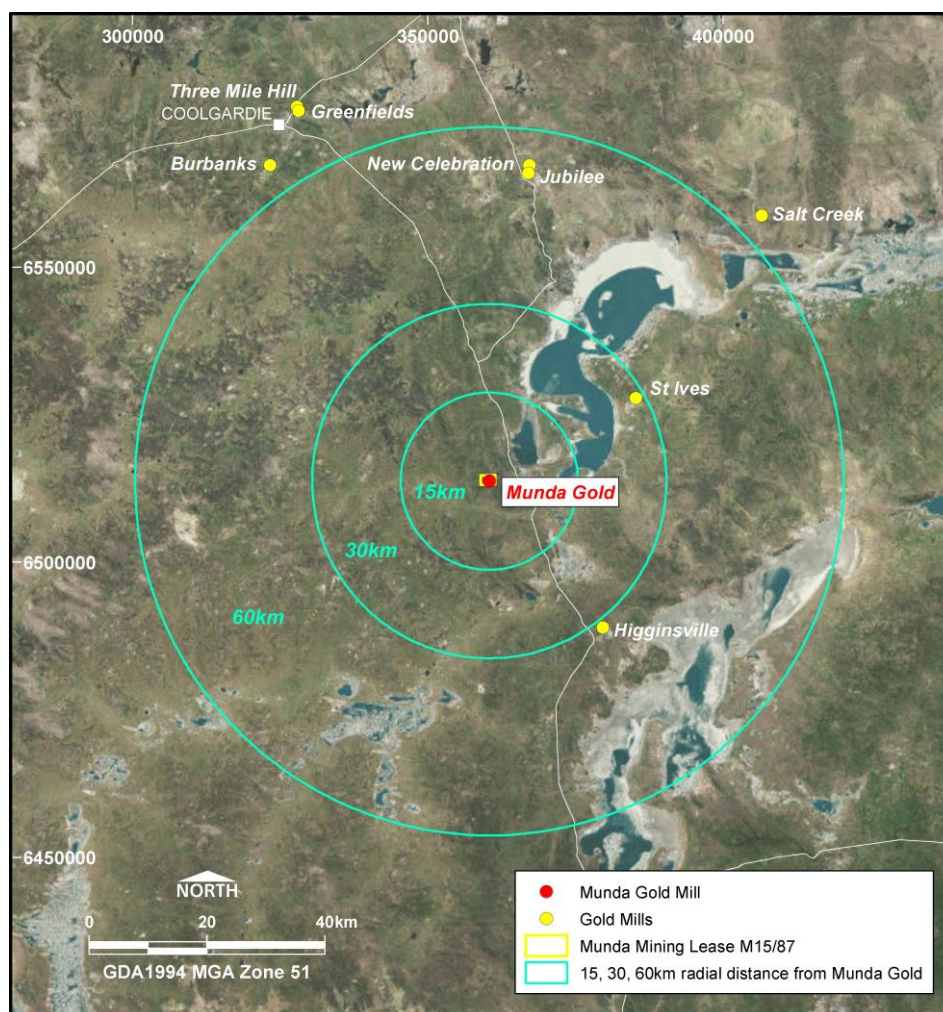 300000
350000
400000
Three Mile Hill
COOLGARDIE
Greenfields
Burbanks
New Celebration
Jubilee
Salt Creek
6550000
St Ives
15km
Munda Gold
30km
6500000
60km
Higginsville
6450000
NORTH
0 20 40km
GDA1994 MGA Zone 51
Munda Gold Mill
Gold Mills
Munda Mining Lease M15/87
15, 30, 60km radial distance from Munda Gold